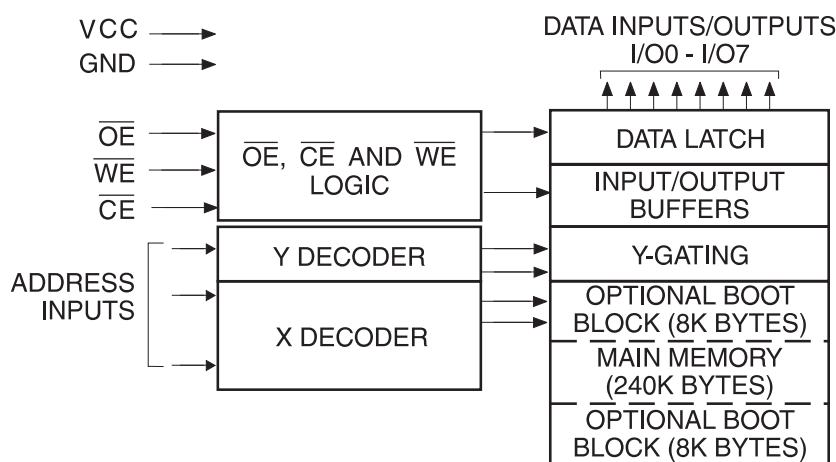 VCC
GND
OE
WE
CE
ADDRESS
INPUTS
OE, CE AND WE
LOGIC
Y DECODER
X DECODER
DATA INPUTS/OUTPUTS
I/O0 - I/O7
DATA LATCH
INPUT/OUTPUT
BUFFERS
Y-GATING
OPTIONAL BOOT
BLOCK (8K BYTES)
MAIN MEMORY
(240K BYTES)
OPTIONAL BOOT
BLOCK (8K BYTES)